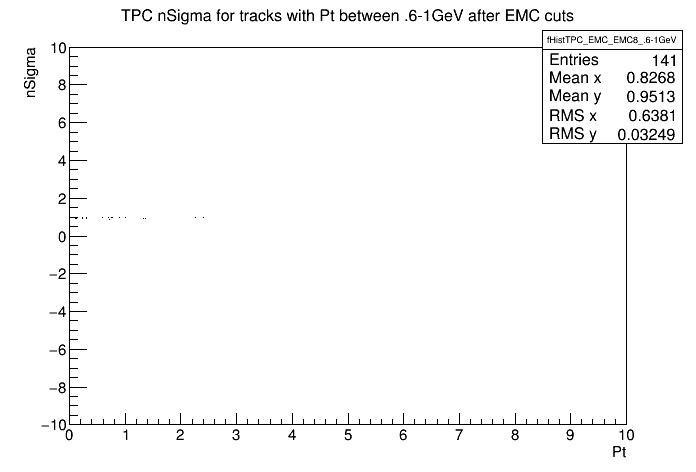 TPC nSigma for tracks with Pt between .6-1GeV after EMC cuts
fHistTPC_EMC_EMC8_.6-1GeV
Entries 141
Mean x 0.8268
Mean y 0.9513
RMS x 0.6381
RMS y 0.03249
nSigma
10
8
6
4
2
0
−2
−4
−6
−8
−10
0 1 2 3 4 5 6 7 8 9 10
Pt